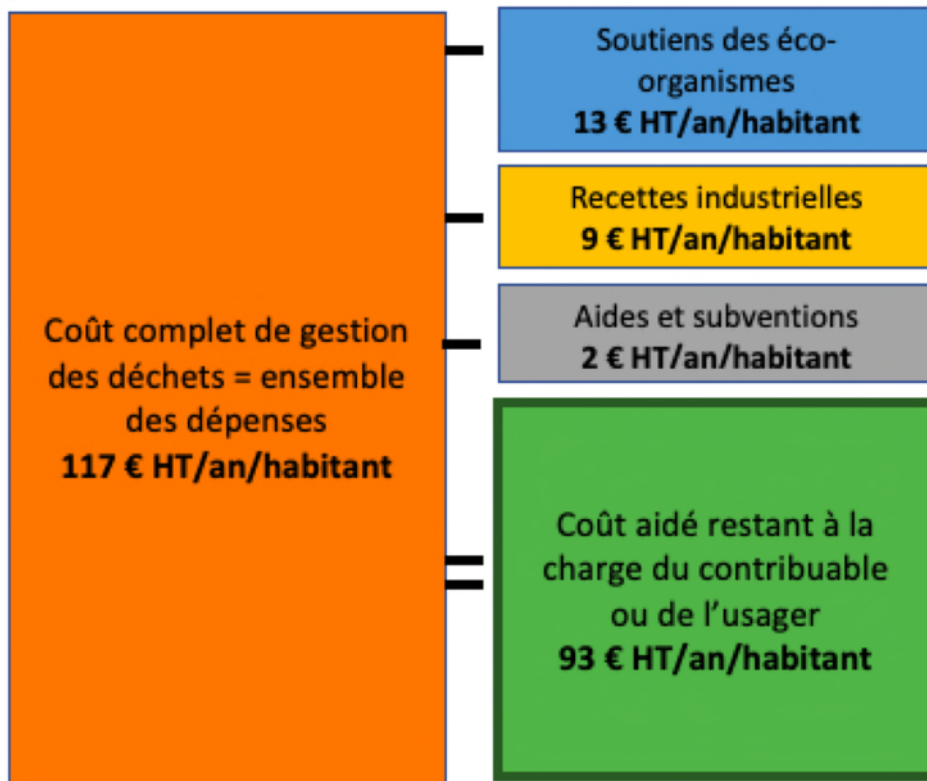 Coût complet de gestion
des déchets = ensemble
des dépenses
117 € HT/an/habitant
Soutiens des éco-
organismes
13 € HT/an/habitant
Recettes industrielles
9 € HT/an/habitant
Aides et subventions
2 € HT/an/habitant
Coût aidé restant à la
charge du contribuable
ou de l’usager
93 € HT/an/habitant